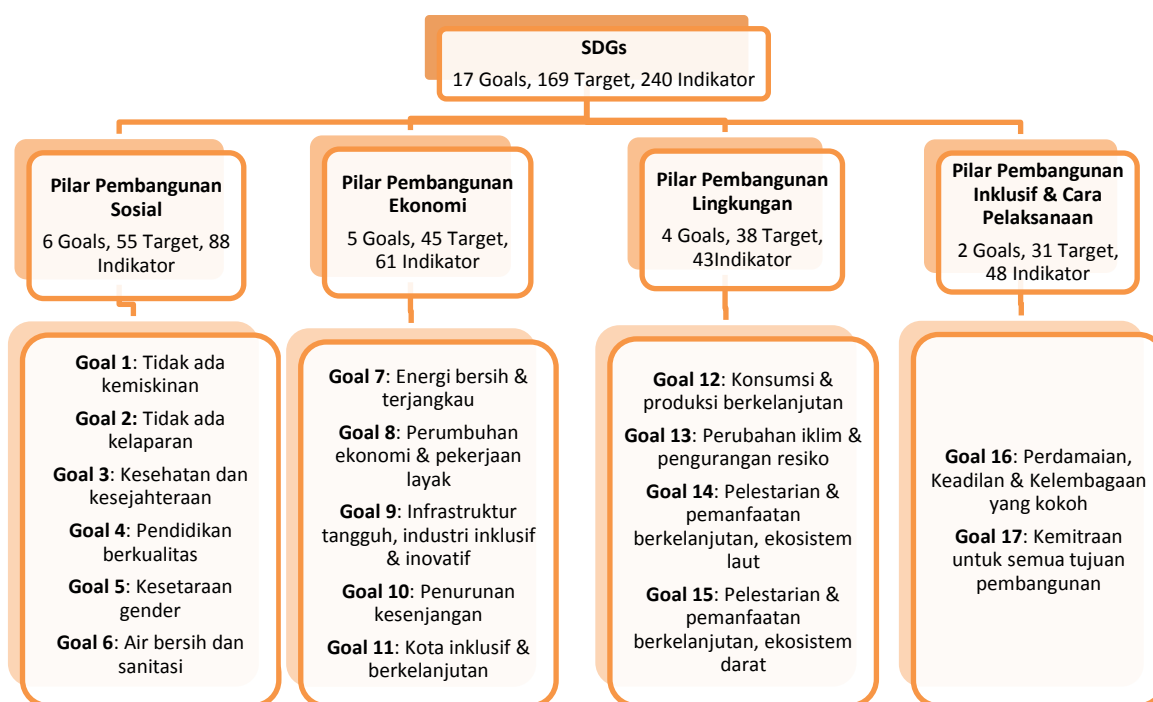 SDGs
17 Goals, 169 Target, 240 Indikator
Pilar Pembangunan
Sosial
6 Goals, 55 Target, 88
Indikator
Pilar Pembangunan
Ekonomi
5 Goals, 45 Target,
61 Indikator
Pilar Pembangunan
Lingkungan
4 Goals, 38 Target,
43Indikator
Pilar Pembangunan
Inklusif & Cara
Pelaksanaan
2 Goals, 31 Target,
48 Indikator
Goal 1: Tidak ada
kemiskinan
Goal 2: Tidak ada
kelaparan
Goal 3: Kesehatan dan
kesejahteraan
Goal 4: Pendidikan
berkualitas
Goal 5: Kesetaraan
gender
Goal 6: Air bersih dan
sanitasi
Goal 7: Energi bersih &
terjangkau
Goal 8: Perumbuhan
ekonomi & pekerjaan
layak
Goal 9: Infrastruktur
tangguh, industri inklusif
& inovatif
Goal 10: Penurunan
kesenjangan
Goal 11: Kota inklusif &
berkelanjutan
Goal 12: Konsumsi &
produksi berkelanjutan
Goal 13: Perubahan iklim &
pengurangan resiko
Goal 14: Pelestarian &
pemanfaatan
berkelanjutan, ekosistem
laut
Goal 15: Pelestarian &
pemanfaatan
berkelanjutan, ekosistem
darat
Goal 16: Perdamaian,
Keadilan & Kelembagaan
yang kokoh
Goal 17: Kemitraan
untuk semua tujuan
pembangunan